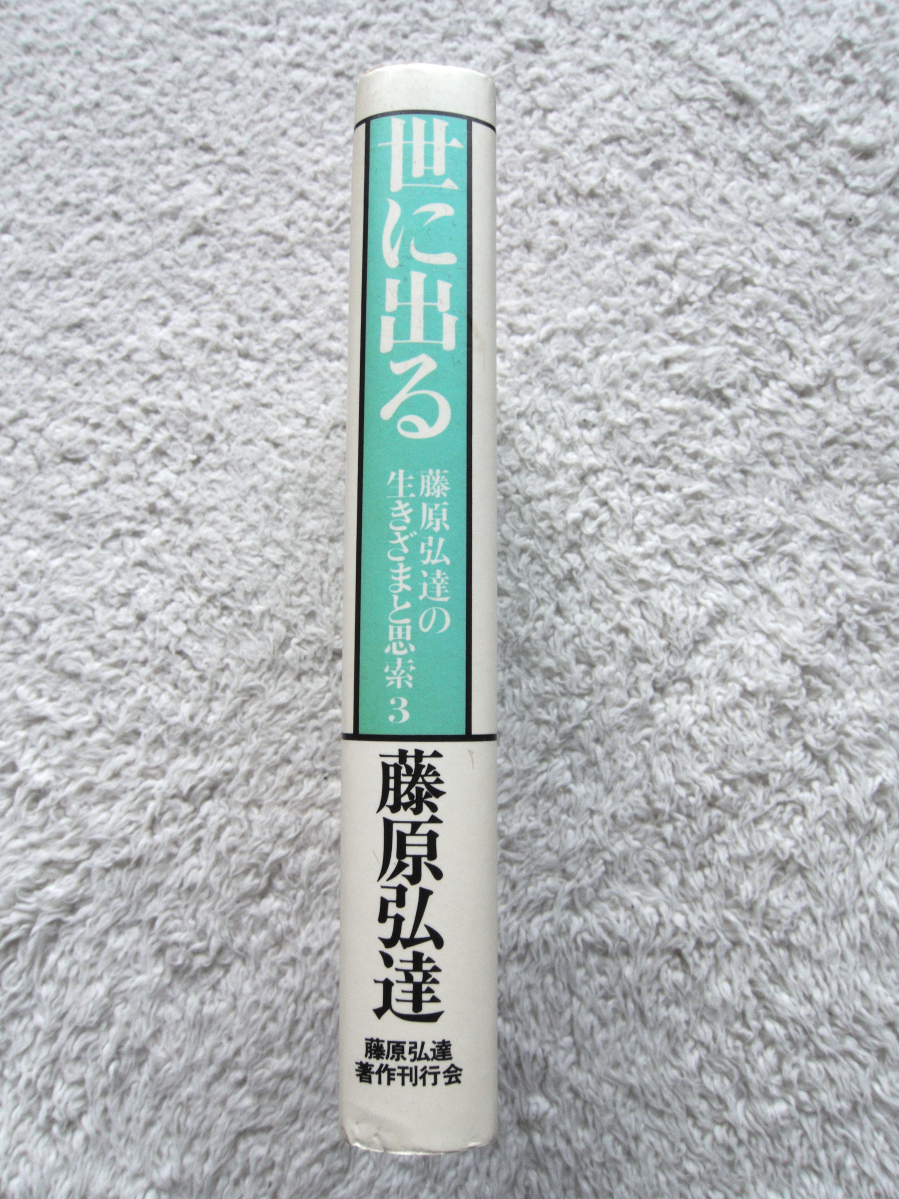 世に出る
藤原弘達の
生きざまと思索 3
藤原弘達
藤原弘達
著作刊行会